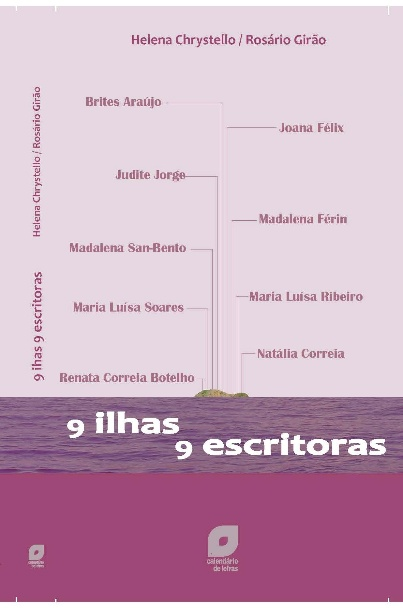 Helena Chrystello / Rosário Girão
Brites Araújo
Joana Félix
Judite Jorge
Madalena Férin
Madalena San-Bento
Maria Luísa Ribeiro
Maria Luísa Soares
Natália Correia
Renata Correia Botelho
9 ilhas
9 escritoras
calendário
de letras
Helena Chrystello / Rosário Girão
9 ihas 9 escritoras
calendário
de letras